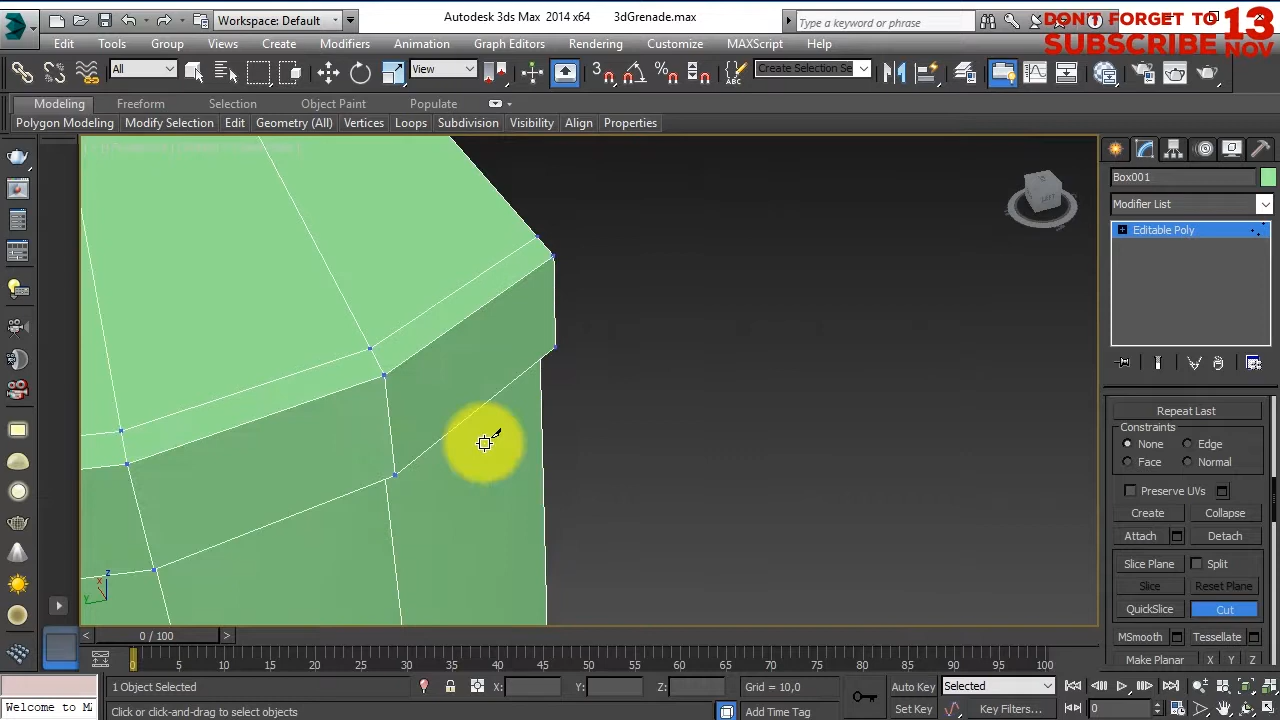 Workspace: Default
Autodesk 3ds Max 2014 x64 3dGrenade.max
Type a keyword or phrase
DON'T FORGET TO
SUBSCRIBE
13
NOV
Edit Tools Group Views Create Modifiers Animation Graph Editors Rendering Customize MAXScript Help
All
View
3
ABC
Create Selection Se
Modeling Freeform Selection Object Paint Populate
Polygon Modeling Modify Selection Edit Geometry (All) Vertices Loops Subdivision Visibility Align Properties
Box001
Modifier List
Editable Poly
Repeat Last
Constraints
None Edge
Face Normal
Preserve UVs
Create Collapse
Attach Detach
Slice Plane Split
Slice Reset Plane
QuickSlice Cut
MSmooth Tessellate
Make Planar X Y Z
z
x
y
0 / 100
0 5 10 15 20 25 30 35 40 45 50 55 60 65 70 75 80 85 90 95 100
1 Object Selected X: Y: Z: Grid = 10,0 Auto Key Selected
Welcome to M
Click or click-and-drag to select objects Add Time Tag Set Key Key Filters... 0